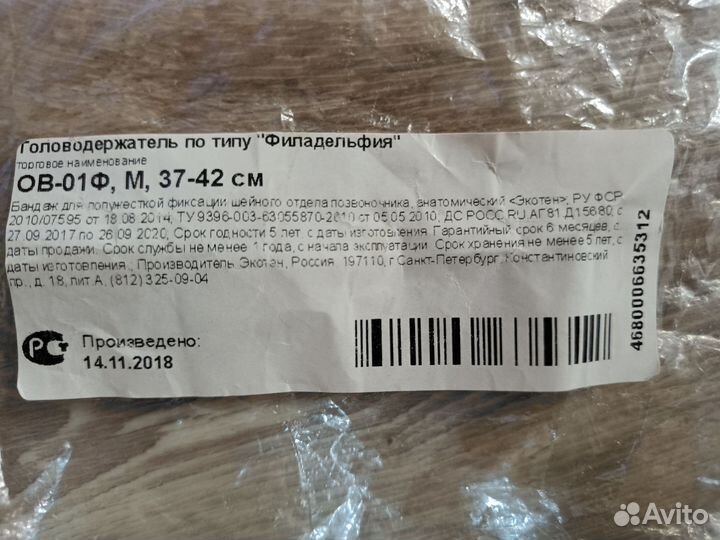 Головодержатель по типу "Филадельфия"
торговое наименование
ОВ-01Ф, М, 37-42 см
Бандаж для полужесткой фиксации шейного отдела позвоночника, анатомический <Экотен>, РУ ФСР
2010/07595 от 18.08.2014, ТУ 9396-003-63055870-2010 от 05.05.2010, ДС РОСС RU.АГ81.Д15680, с
27.09.2017 по 26.09.2020, Срок годности 5 лет, с даты изготовления. Гарантийный срок 6 месяцев, с
даты продажи. Срок службы не менее 1 года, с начала эксплуатации. Срок хранения не менее 5 лет, с
даты изготовления., Производитель Экотен, Россия, 197110, г.Санкт-Петербург, Константиновский
пр., д. 18, лит.А, (812) 325-09-04
РСТ
Произведено:
14.11.2018
4680006635312
Avito